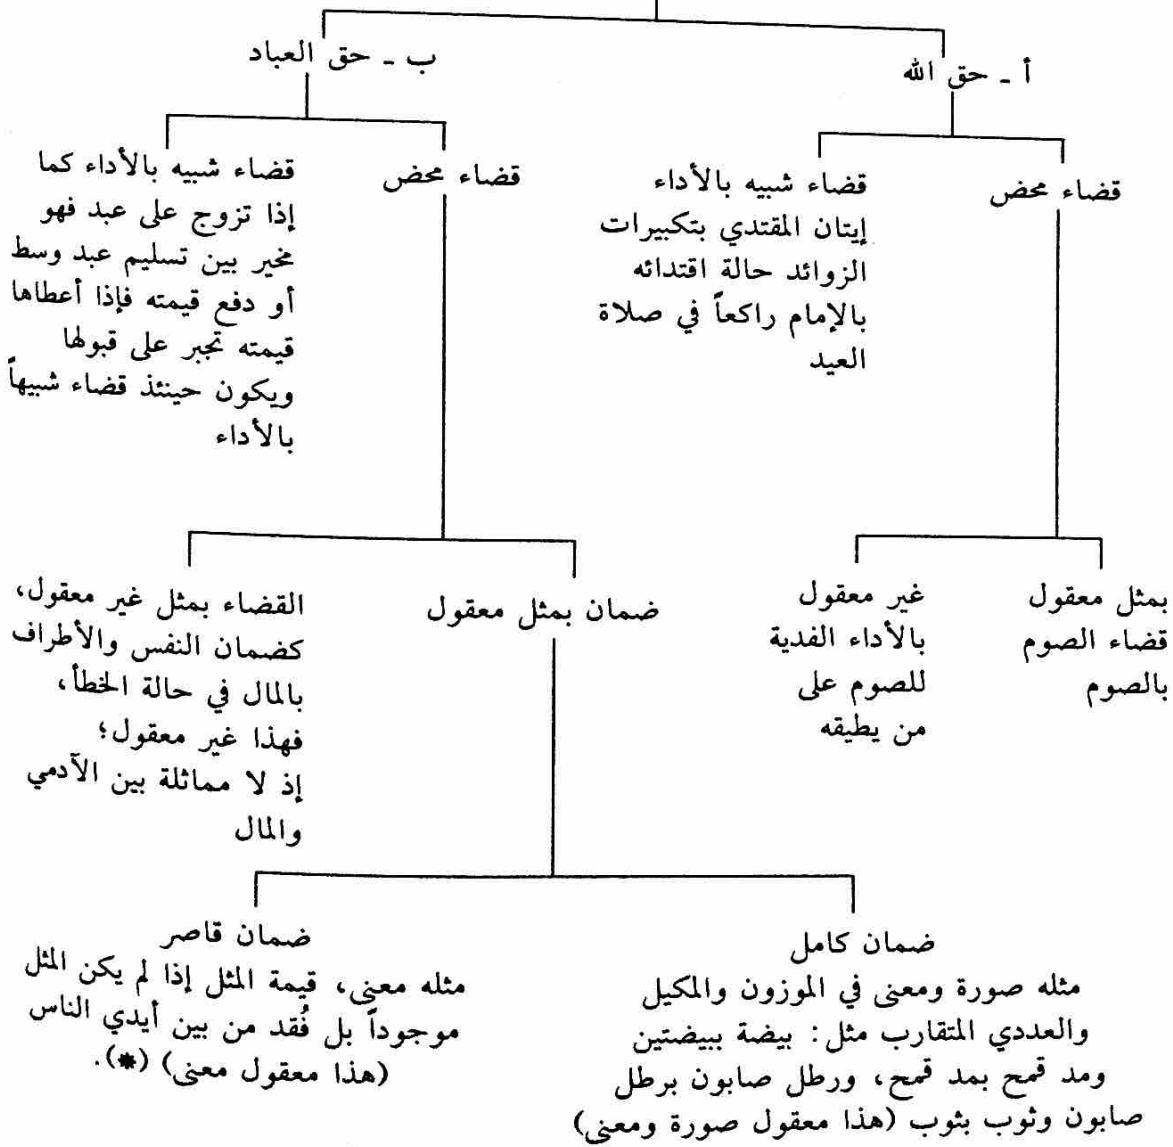 أ ـ حق الله
ب ـ حق العباد
قضاء محض
قضاء شبيه بالأداء
إيتان المقتدي بتكبيرات
الزوائد حالة اقتدائه
بالإمام راكعاً في صلاة
العيد
قضاء محض
قضاء شبيه بالأداء كما
إذا تزوج على عبد فهو
مخير بين تسليم عبد وسط
أو دفع قيمته فإذا أعطاها
قيمته تجبر على قبولها
ويكون حينئذ قضاء شبيهاً
بالأداء
بمثل معقول
قضاء الصوم
بالصوم
غير معقول
بالأداء الفدية
للصوم على
من يطيقه
ضمان بمثل معقول
القضاء بمثل غير معقول،
كضمان النفس والأطراف
بالمال في حالة الخطأ،
فهذا غير معقول؛
إذ لا مماثلة بين الآدمي
والمال
ضمان كامل
مثله صورة ومعنى في الموزون والمكيل
والعددي المتقارب مثل: بيضة ببيضتين
ومد قمح بمد قمح، ورطل صابون برطل
صابون وثوب بثوب (هذا معقول صورة ومعنى)
ضمان قاصر
مثله معنى، قيمة المثل إذا لم يكن المثل
موجوداً بل فُقد من بين أيدي الناس
(هذا معقول معنى) (*).